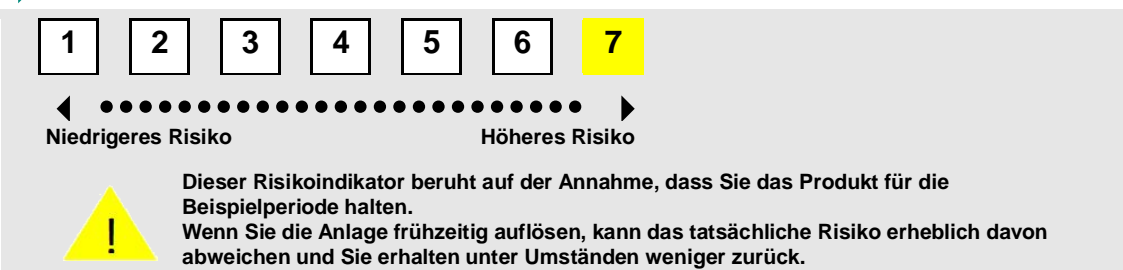 1 2 3 4 5 6 7
Niedrigeres Risiko Höheres Risiko
Dieser Risikoindikator beruht auf der Annahme, dass Sie das Produkt für die
Beispielperiode halten.
Wenn Sie die Anlage frühzeitig auflösen, kann das tatsächliche Risiko erheblich davon
abweichen und Sie erhalten unter Umständen weniger zurück.
!